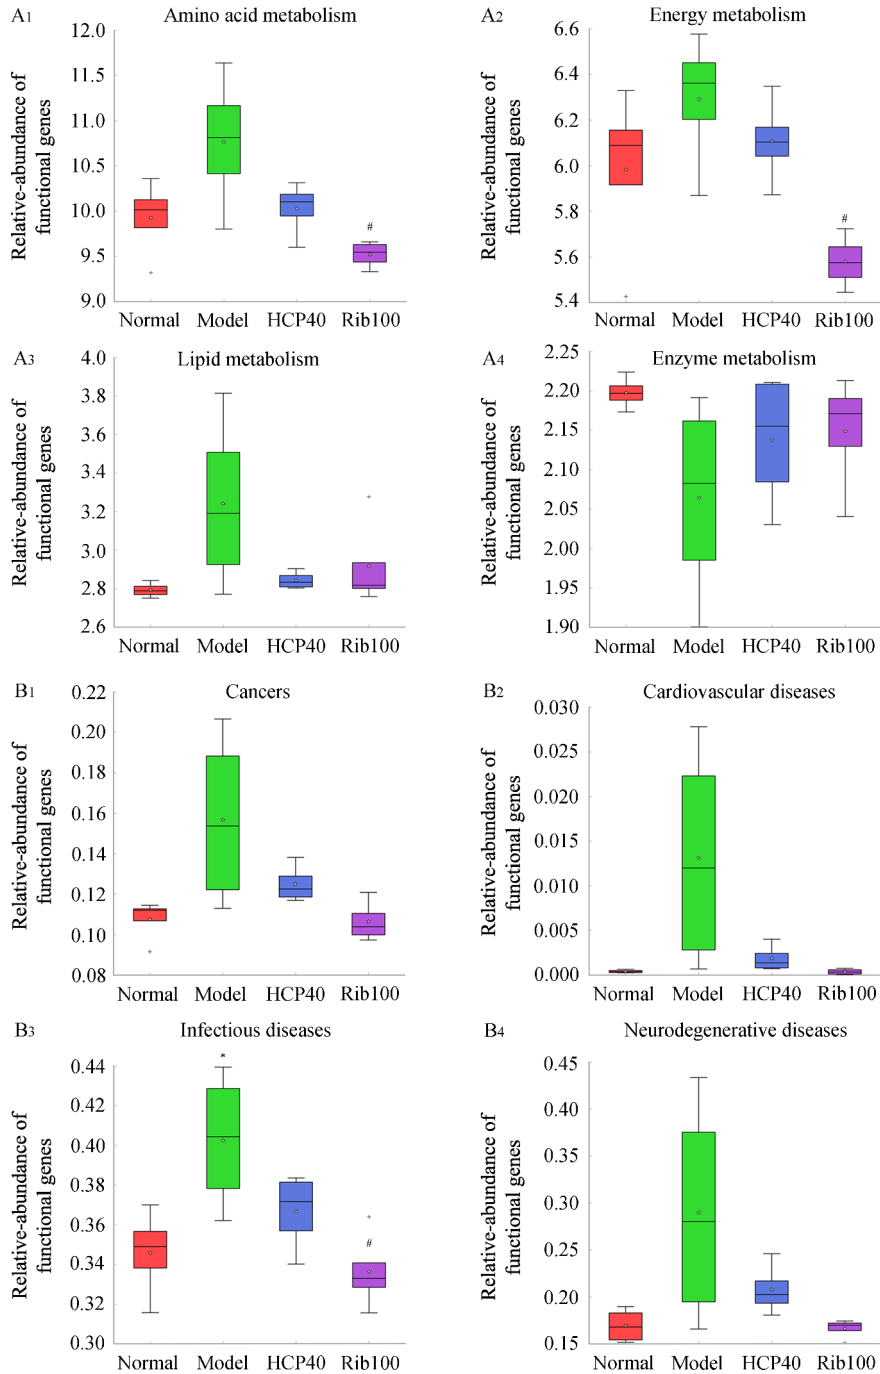 A1
Amino acid metabolism
Relative-abundance of
functional genes
12.0
11.5
11.0
10.5
10.0
9.5
9.0
#
Normal Model HCP40 Rib100
A2
Energy metabolism
Relative-abundance of
functional genes
6.6
6.4
6.2
6.0
5.8
5.6
5.4
#
Normal Model HCP40 Rib100
A3
Lipid metabolism
Relative-abundance of
functional genes
4.0
3.8
3.6
3.4
3.2
3.0
2.8
2.6
Normal Model HCP40 Rib100
A4
Enzyme metabolism
Relative-abundance of
functional genes
2.25
2.20
2.15
2.10
2.05
2.00
1.95
1.90
Normal Model HCP40 Rib100
B1
Cancers
Relative-abundance of
functional genes
0.22
0.20
0.18
0.16
0.14
0.12
0.10
0.08
Normal Model HCP40 Rib100
B2
Cardiovascular diseases
Relative-abundance of
functional genes
0.030
0.025
0.020
0.015
0.010
0.005
0.000
Normal Model HCP40 Rib100
B3
Infectious diseases
Relative-abundance of
functional genes
0.44
0.42
0.40
0.38
0.36
0.34
0.32
0.30
*
#
Normal Model HCP40 Rib100
B4
Neurodegenerative diseases
Relative-abundance of
functional genes
0.45
0.40
0.35
0.30
0.25
0.20
0.15
Normal Model HCP40 Rib100